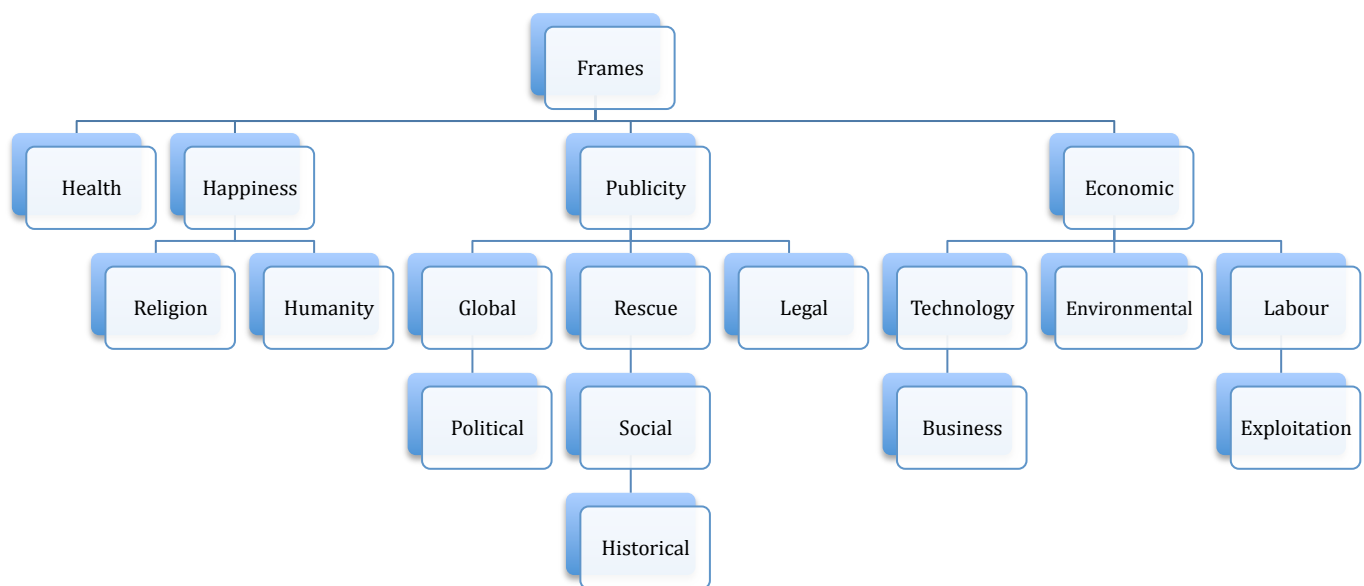 Frames
Health
Happiness
Publicity
Economic
Religion
Humanity
Global
Rescue
Legal
Technology
Environmental
Labour
Political
Social
Business
Exploitation
Historical